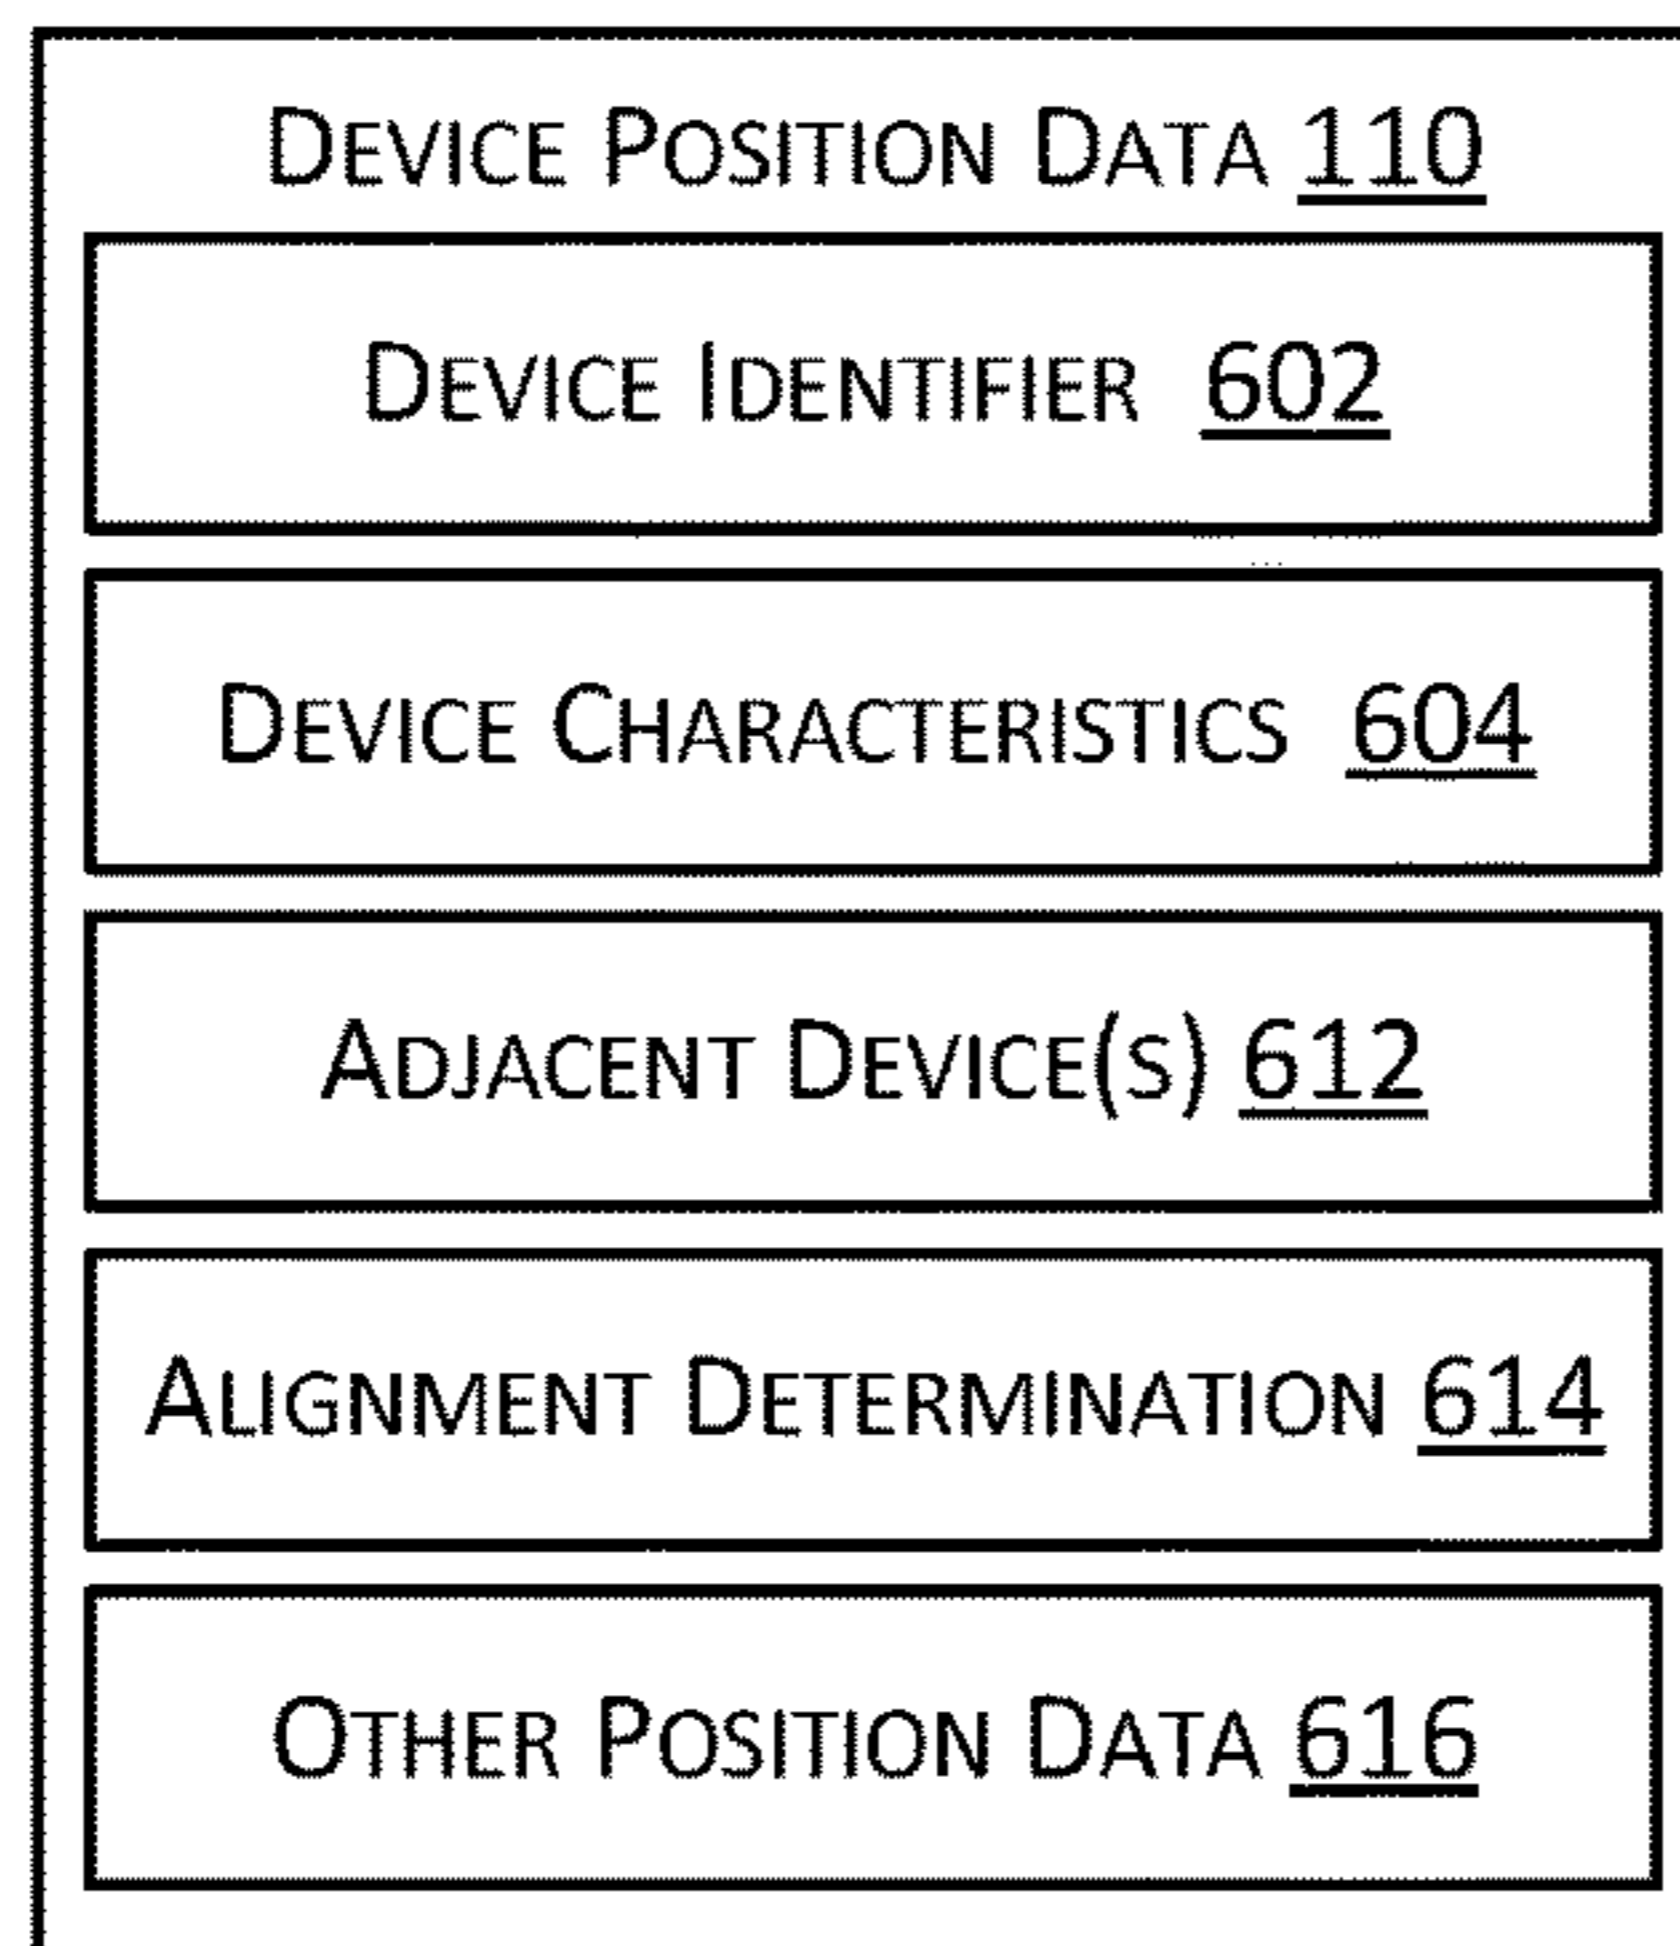 DEVICE POSITION DATA 110
DEVICE IDENTIFIER 602
DEVICE CHARACTERISTICS 604
ADJACENT DEVICE(S) 612
ALIGNMENT DETERMINATION 614
OTHER POSITION DATA 616